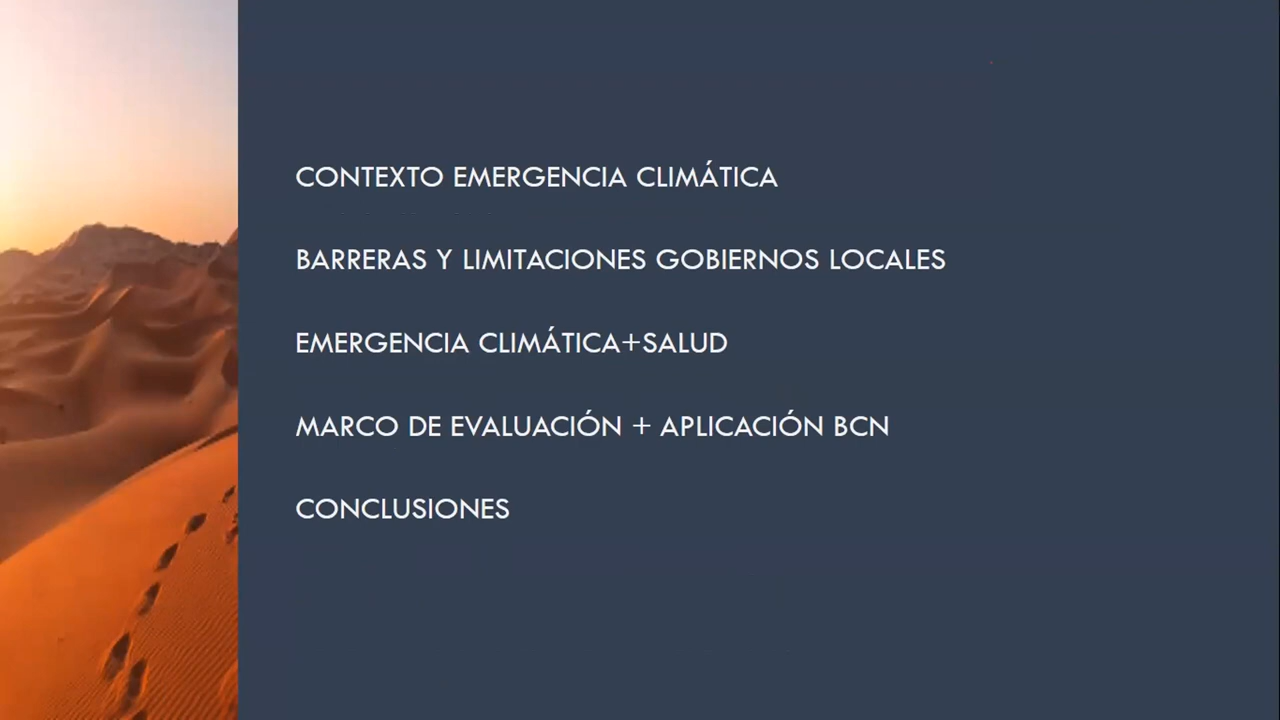 CONTEXTO EMERGENCIA CLIMÁTICA
BARRERAS Y LIMITACIONES GOBIERNOS LOCALES
EMERGENCIA CLIMÁTICA+SALUD
MARCO DE EVALUACIÓN + APLICACIÓN BCN
CONCLUSIONES